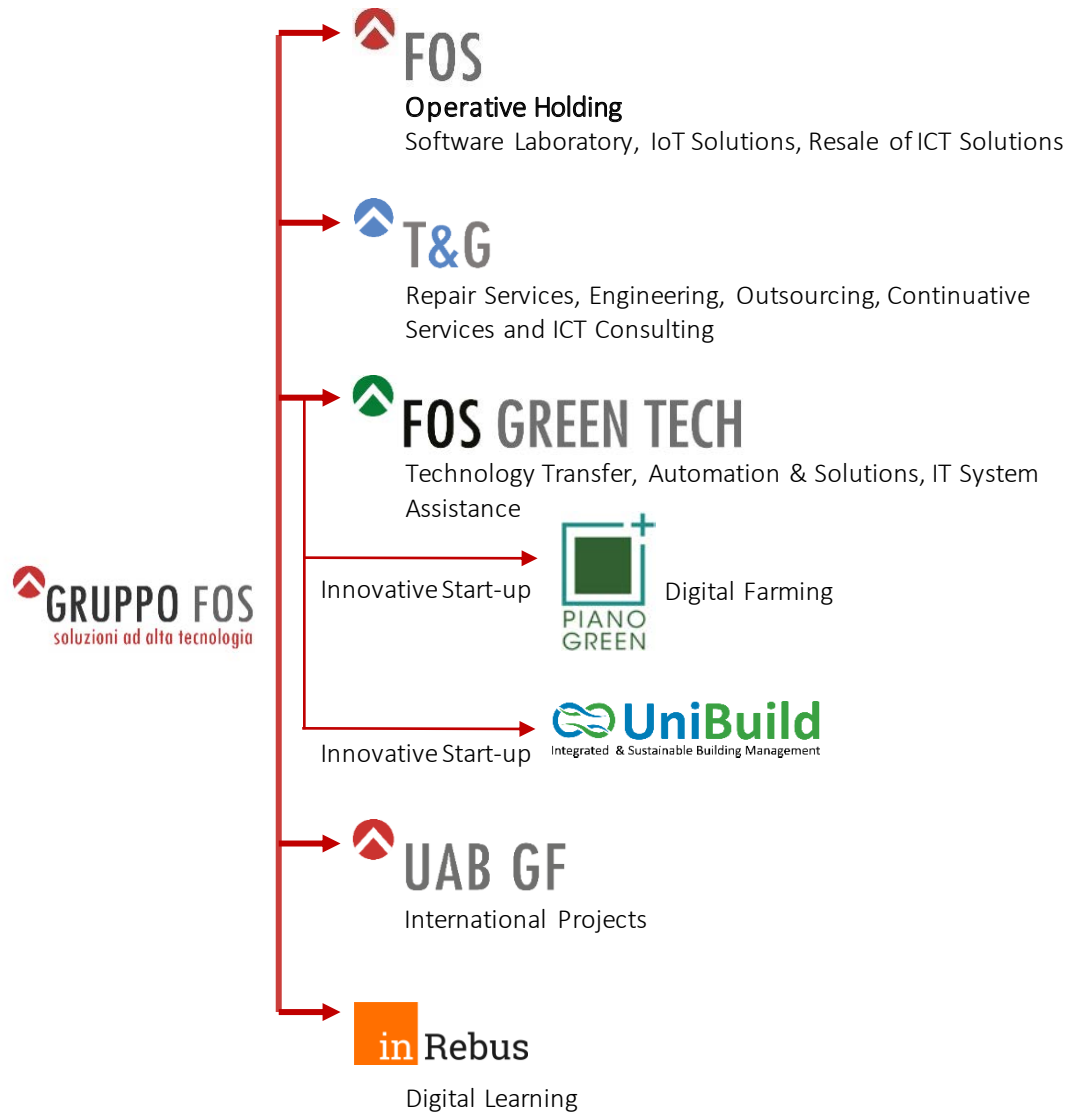 FOS
Operative Holding
Software Laboratory, IoT Solutions, Resale of ICT Solutions
T&G
Repair Services, Engineering, Outsourcing, Continuative
Services and ICT Consulting
FOS GREEN TECH
Technology Transfer, Automation & Solutions, IT System
Assistance
Innovative Start-up
PIANO
GREEN
Digital Farming
GRUPPO FOS
soluzioni ad alta tecnologia
Innovative Start-up
UniBuild
Integrated & Sustainable Building Management
UAB GF
International Projects
in Rebus
Digital Learning